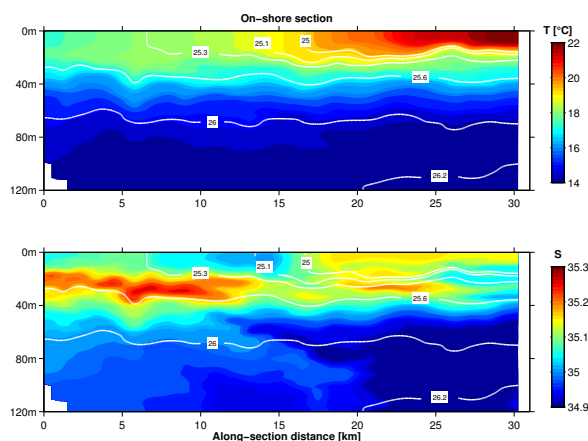 On−shore section
T [°C]
0m
40m
80m
120m
0 5 10 15 20 25 30
25.3
25.1
25
25.6
26
26.2
22
20
18
16
14
S
0m
40m
80m
120m
0 5 10 15 20 25 30
25.3
25.1
25
25.6
26
26.2
35.3
35.2
35.1
35
34.9
Along−section distance [km]